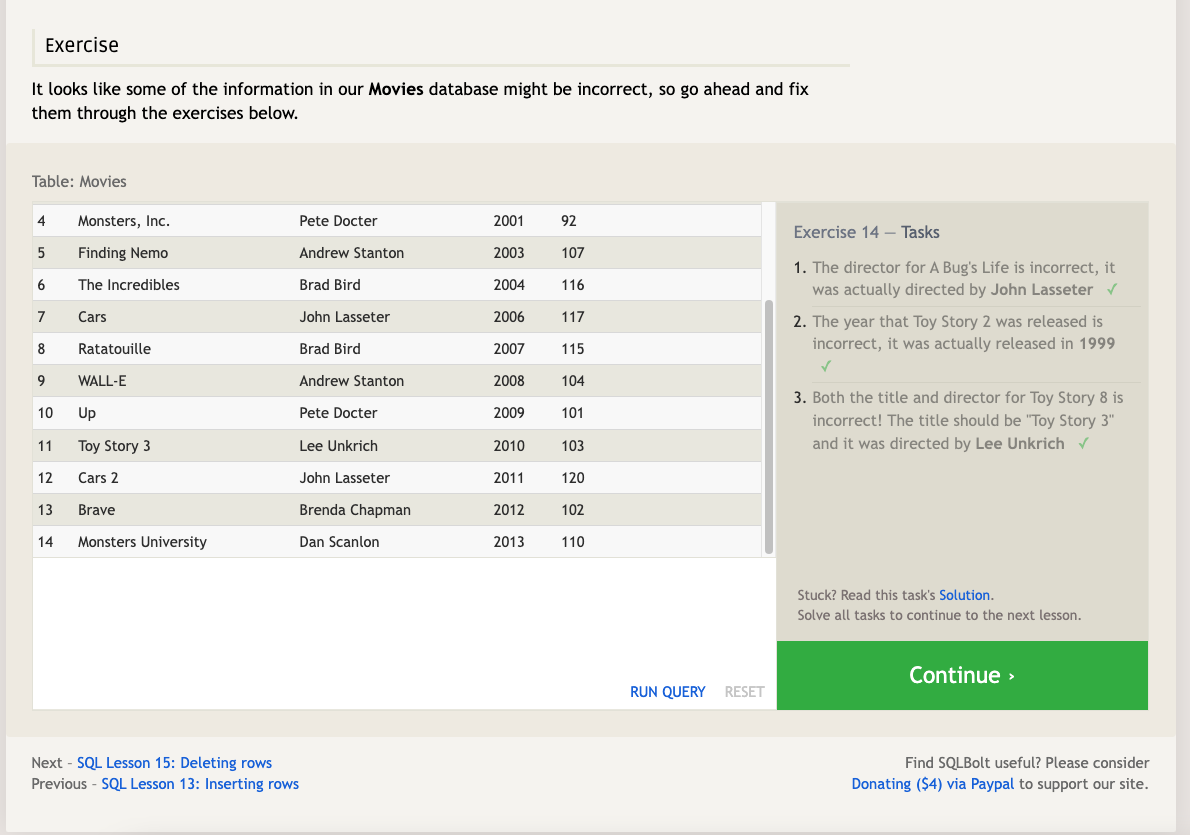 Exercise
It looks like some of the information in our Movies database might be incorrect, so go ahead and fix
them through the exercises below.
Table: Movies
4 Monsters, Inc. Pete Docter 2001 92
5 Finding Nemo Andrew Stanton 2003 107
6 The Incredibles Brad Bird 2004 116
7 Cars John Lasseter 2006 117
8 Ratatouille Brad Bird 2007 115
9 WALL-E Andrew Stanton 2008 104
10 Up Pete Docter 2009 101
11 Toy Story 3 Lee Unkrich 2010 103
12 Cars 2 John Lasseter 2011 120
13 Brave Brenda Chapman 2012 102
14 Monsters University Dan Scanlon 2013 110
RUN QUERY RESET
Exercise 14 — Tasks
1. The director for A Bug's Life is incorrect, it
was actually directed by John Lasseter ✓
2. The year that Toy Story 2 was released is
incorrect, it was actually released in 1999
✓
3. Both the title and director for Toy Story 8 is
incorrect! The title should be "Toy Story 3"
and it was directed by Lee Unkrich ✓
Stuck? Read this task's Solution.
Solve all tasks to continue to the next lesson.
Continue ›
Next – SQL Lesson 15: Deleting rows
Previous – SQL Lesson 13: Inserting rows
Find SQLBolt useful? Please consider
Donating ($4) via Paypal to support our site.